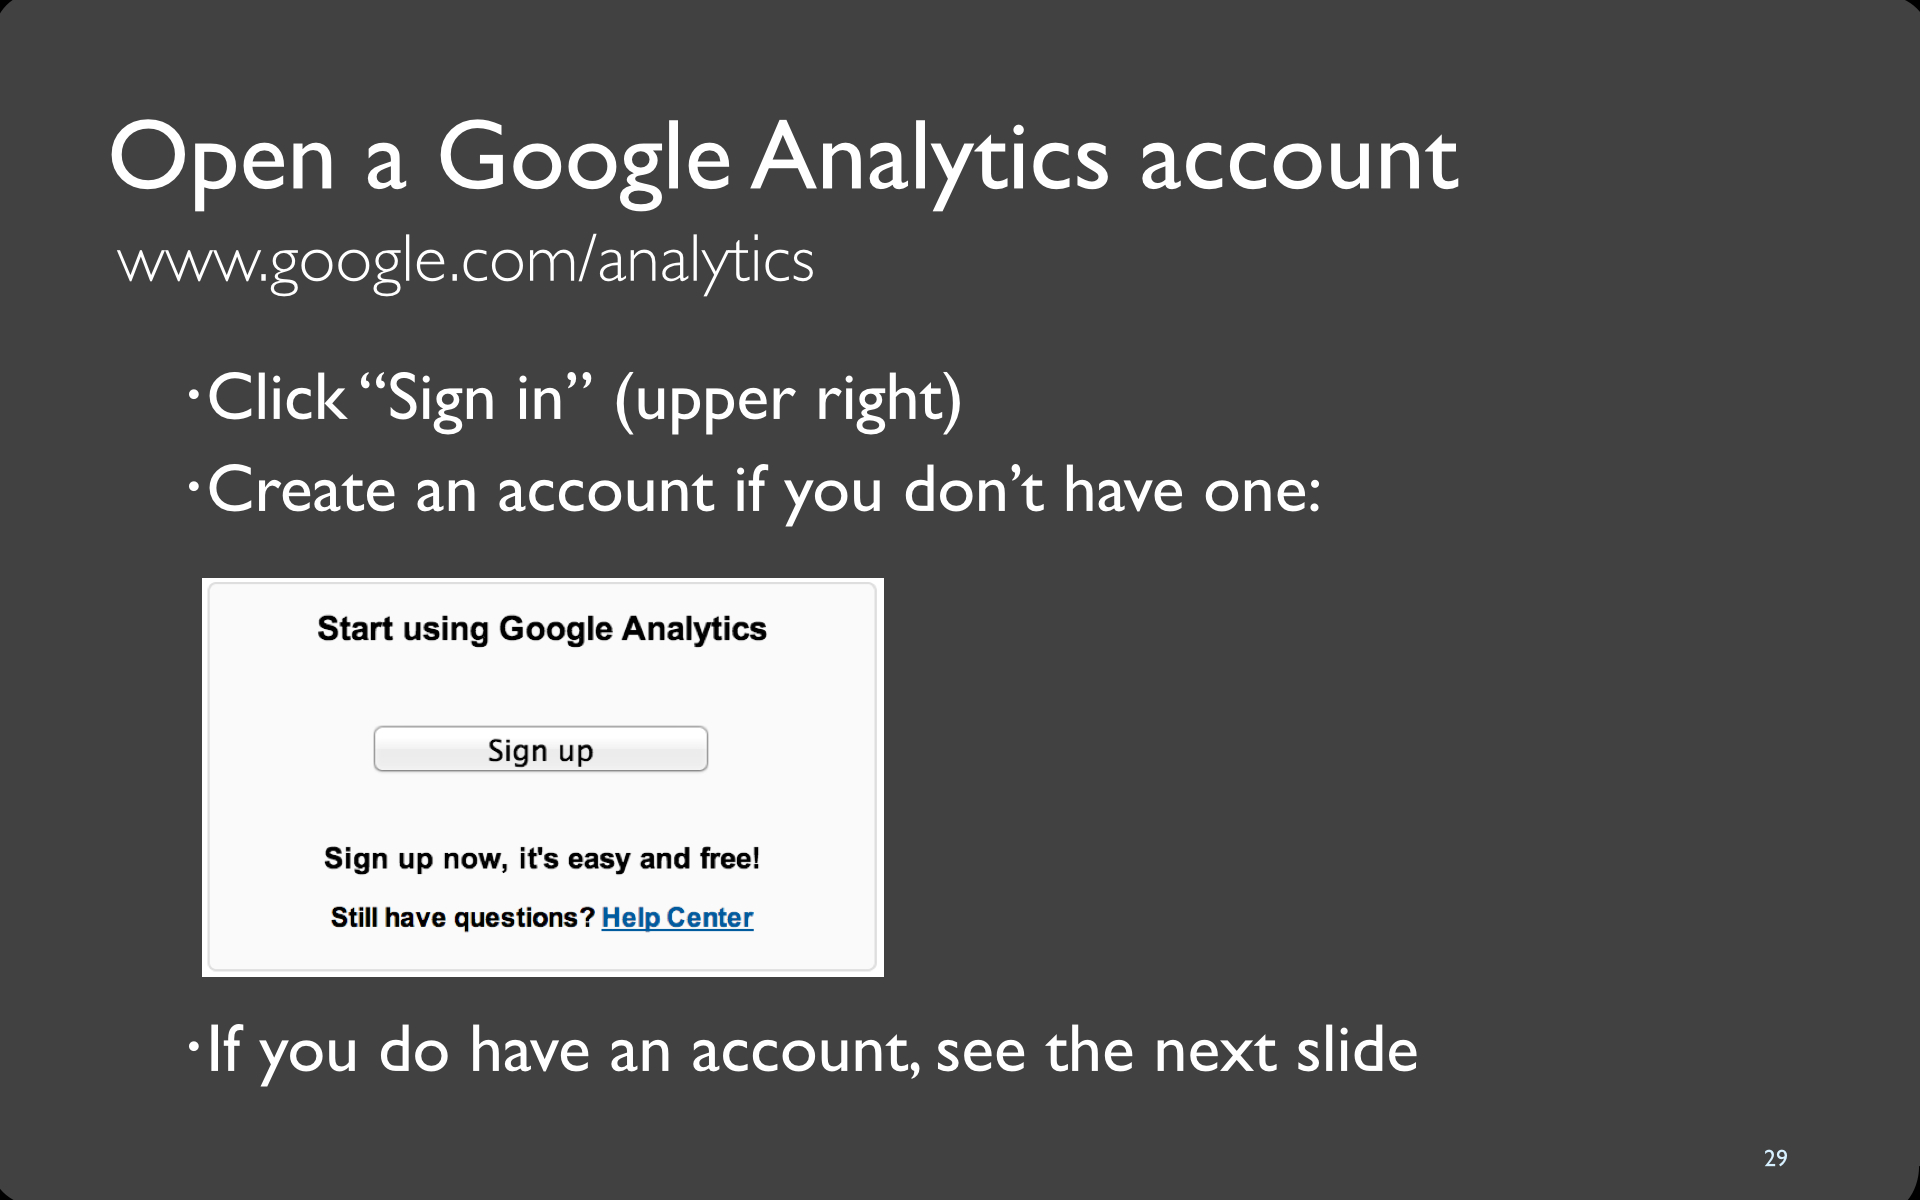 Open a Google Analytics account
www.google.com/analytics
·Click “Sign in” (upper right)
·Create an account if you don’t have one:
Start using Google Analytics
Sign up
Sign up now, it's easy and free!
Still have questions? Help Center
·If you do have an account, see the next slide
29